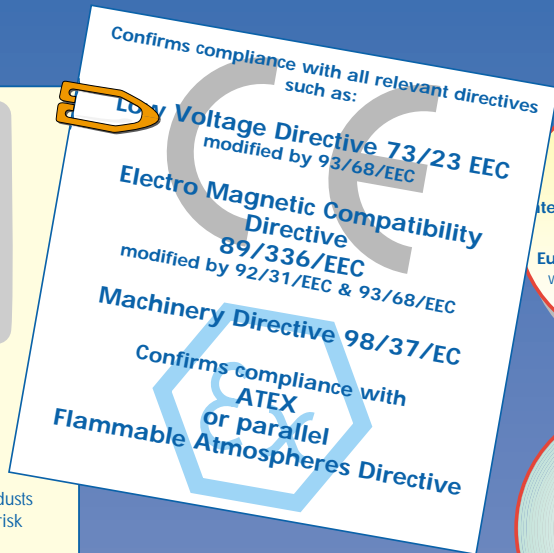 Confirms compliance with all relevant directives
such as:
Low Voltage Directive 73/23 EEC
modified by 93/68/EEC
Electro Magnetic Compatibility
Directive
89/336/EEC
modified by 92/31/EEC & 93/68/EEC
Machinery Directive 98/37/EC
Confirms compliance with
ATEX
or parallel
Flammable Atmospheres Directive
CE
εx
dusts
risk